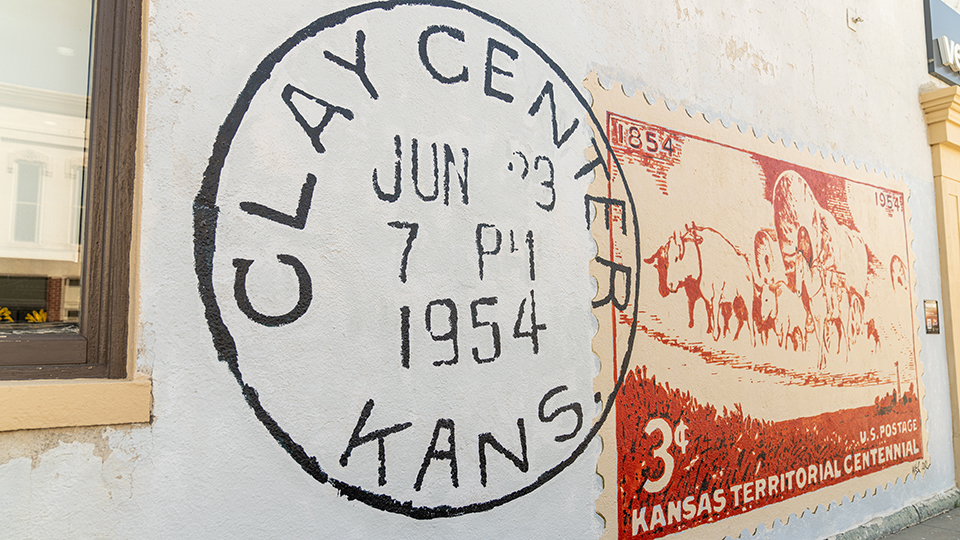 CLAY CENTER
JUN 23
7 PM
1954
KANS.
1854
1954
3¢
U.S. POSTAGE
KANSAS TERRITORIAL CENTENNIAL